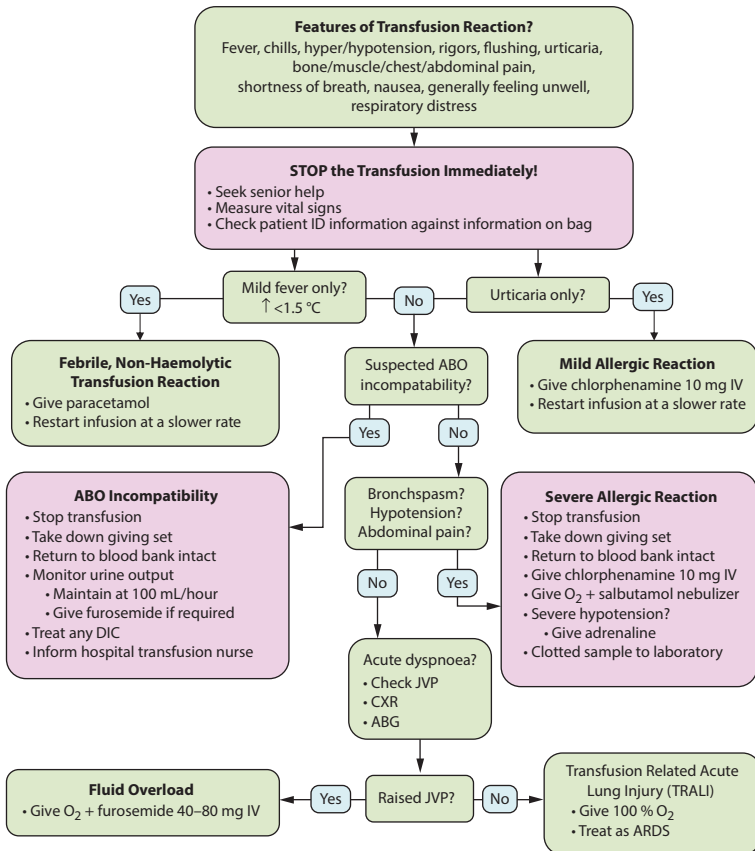 Features of Transfusion Reaction?
Fever, chills, hyper/hypotension, rigors, flushing, urticaria,
bone/muscle/chest/abdominal pain,
shortness of breath, nausea, generally feeling unwell,
respiratory distress
STOP the Transfusion Immediately!
• Seek senior help
• Measure vital signs
• Check patient ID information against information on bag
Mild fever only?
↑ <1.5 °C
Urticaria only?
Yes
No
Yes
Febrile, Non-Haemolytic
Transfusion Reaction
• Give paracetamol
• Restart infusion at a slower rate
Suspected ABO
incompatability?
Mild Allergic Reaction
• Give chlorphenamine 10 mg IV
• Restart infusion at a slower rate
Yes
No
ABO Incompatibility
• Stop transfusion
• Take down giving set
• Return to blood bank intact
• Monitor urine output
• Maintain at 100 mL/hour
• Give furosemide if required
• Treat any DIC
• Inform hospital transfusion nurse
Bronchspasm?
Hypotension?
Abdominal pain?
Severe Allergic Reaction
• Stop transfusion
• Take down giving set
• Return to blood bank intact
• Give chlorphenamine 10 mg IV
• Give O₂ + salbutamol nebulizer
• Severe hypotension?
• Give adrenaline
• Clotted sample to laboratory
No
Yes
Acute dyspnoea?
• Check JVP
• CXR
• ABG
Fluid Overload
• Give O₂ + furosemide 40–80 mg IV
Yes
Raised JVP?
No
Transfusion Related Acute
Lung Injury (TRALI)
• Give 100 % O₂
• Treat as ARDS